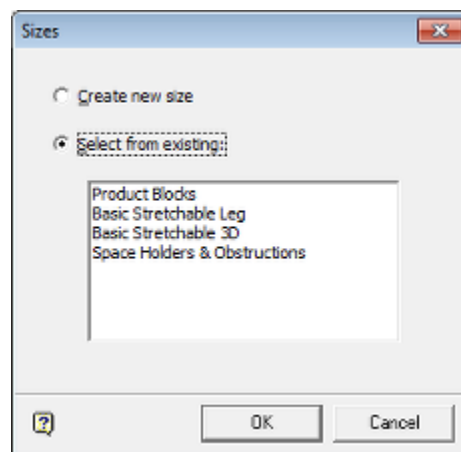 Sizes
Create new size
Select from existing:
Product Blocks
Basic Stretchable Leg
Basic Stretchable 3D
Space Holders & Obstructions
?
OK
Cancel